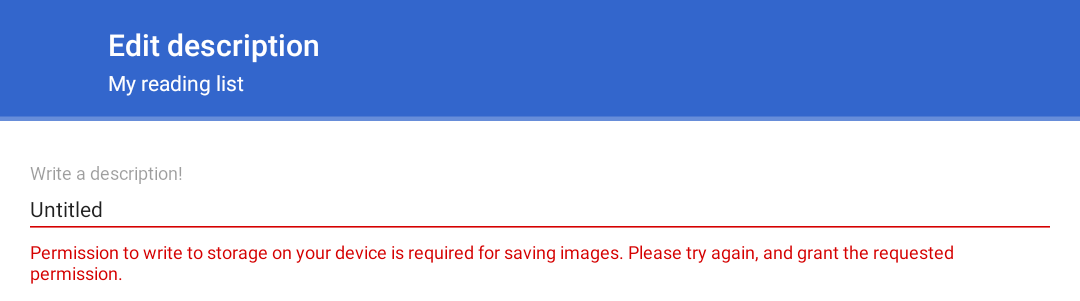 Edit description
My reading list
Write a description!
Untitled
Permission to write to storage on your device is required for saving images. Please try again, and grant the requested
permission.